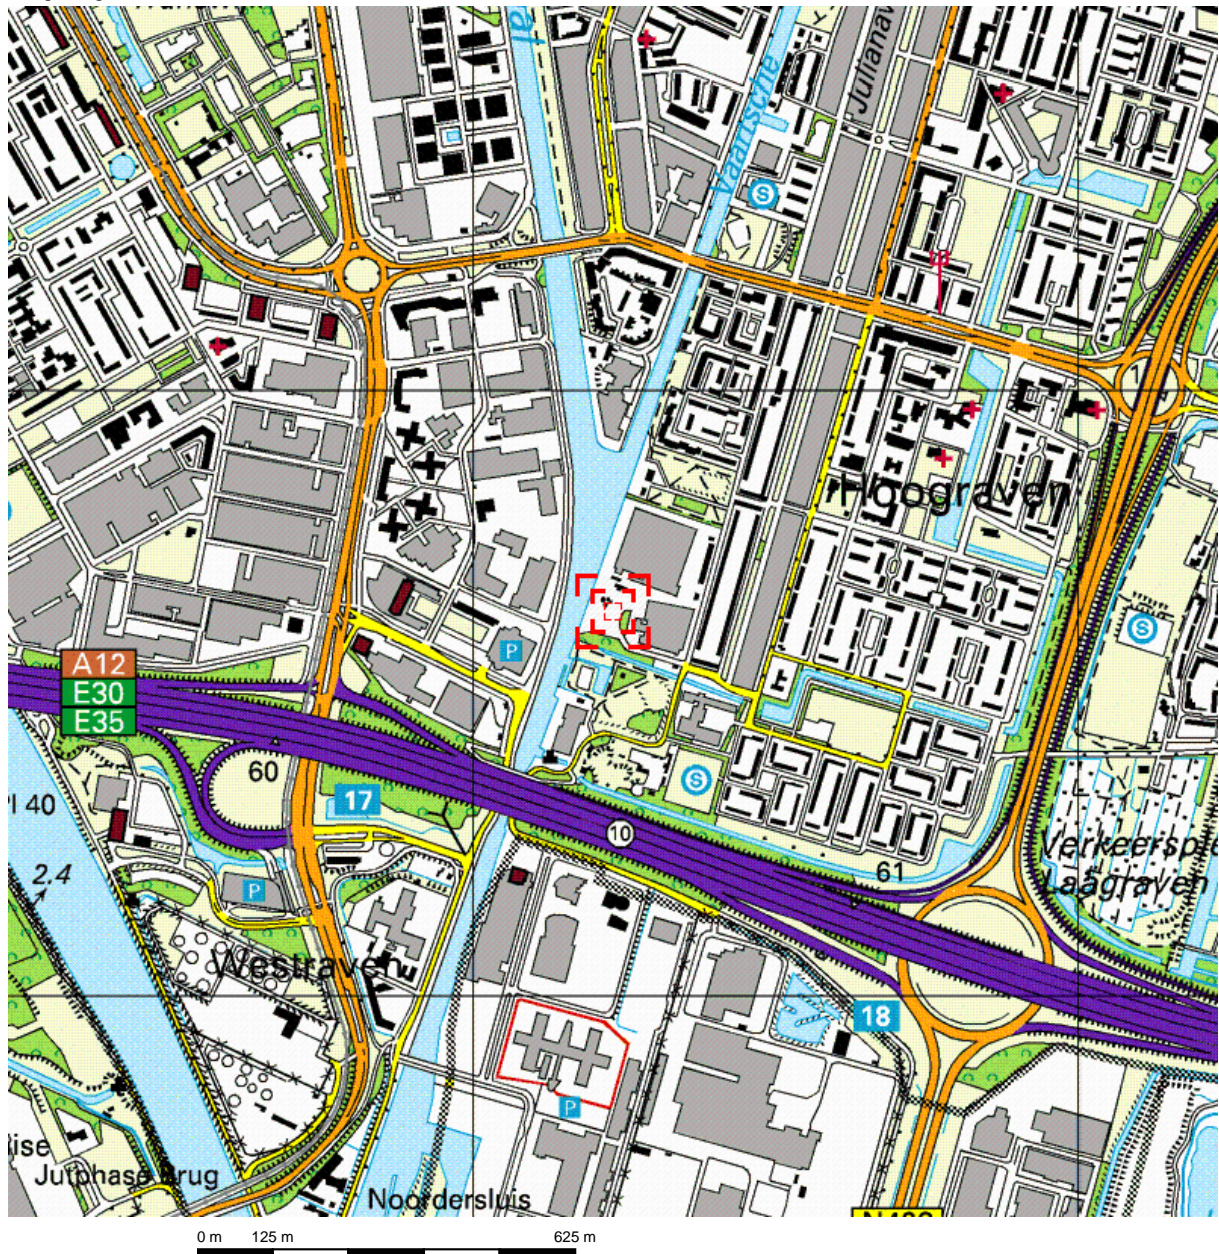 Vaartsche
Julianaw
S
1
Hoograven
S
P
A12
E30
E35
60
17
S
10
61
40
2.4
P
Verkeersple
Laagraven
Westraven
18
P
Jutphase Brug
Noordersluis
0 m
125 m
625 m